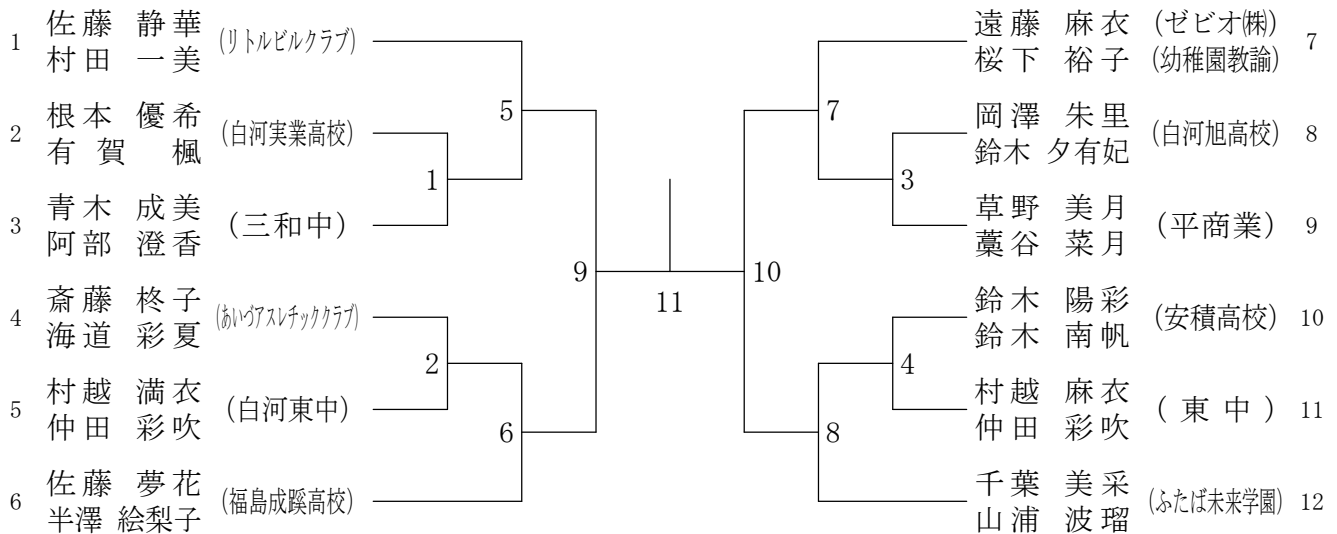 1 佐藤 静華 (リトルビルクラブ)
村田 一美
2 根本 優希 (白河実業高校)
有賀 楓
3 青木 成美 (三和中)
阿部 澄香
4 斎藤 柊子 (あいづアスレチッククラブ)
海道 彩夏
5 村越 満衣 (白河東中)
仲田 彩吹
6 佐藤 夢花 (福島成蹊高校)
半澤 絵梨子
5
1
9
2
6
11
10
7
3
4
8
遠藤 麻衣 (ゼビオ㈱) 7
桜下 裕子 (幼稚園教諭)
岡澤 朱里 (白河旭高校) 8
鈴木 夕有妃
草野 美月 (平商業) 9
藁谷 菜月
鈴木 陽彩 (安積高校) 10
鈴木 南帆
村越 麻衣 (東中) 11
仲田 彩吹
千葉 美采 (ふたば未来学園) 12
山浦 波瑠